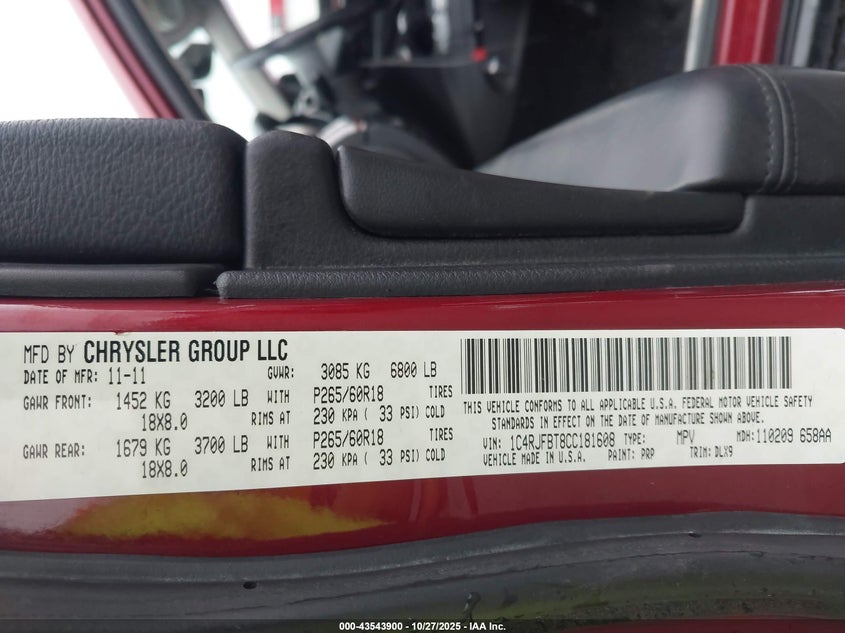 MFD BY CHRYSLER GROUP LLC
DATE OF MFR: 11-11 GVWR: 3085 KG 6800 LB
GAWR FRONT: 1452 KG 3200 LB WITH P265/60R18 TIRES
18X8.0 RIMS AT 230 KPA ( 33 PSI) COLD
GAWR REAR: 1679 KG 3700 LB WITH P265/60R18 TIRES
18X8.0 RIMS AT 230 KPA ( 33 PSI) COLD
THIS VEHICLE CONFORMS TO ALL APPLICABLE U.S.A. FEDERAL MOTOR VEHICLE SAFETY
STANDARDS IN EFFECT ON THE DATE OF MANUFACTURE SHOWN ABOVE.
VIN: 1C4RJFBT8CC181608 TYPE: MPV MDH: 110209 658AA
VEHICLE MADE IN U.S.A. PAINT: PRP TRIM: DLX9
000-43543900 - 10/27/2025 - IAA Inc.